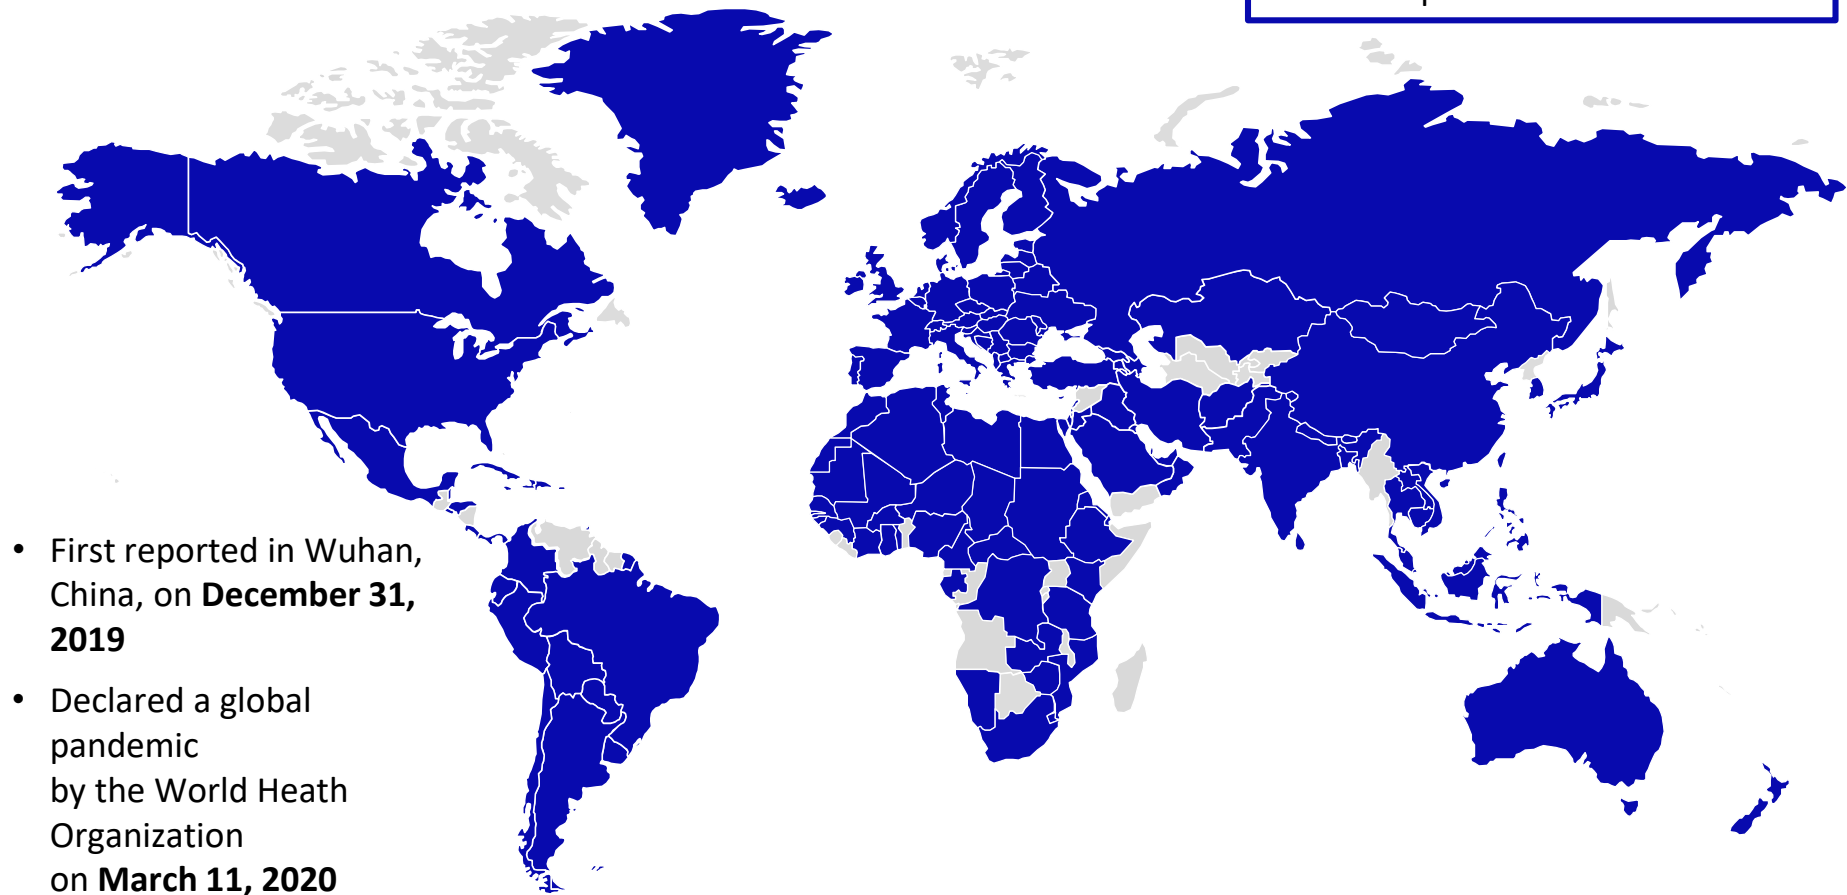 • First reported in Wuhan,
China, on December 31,
2019
• Declared a global
pandemic
by the World Heath
Organization
on March 11, 2020